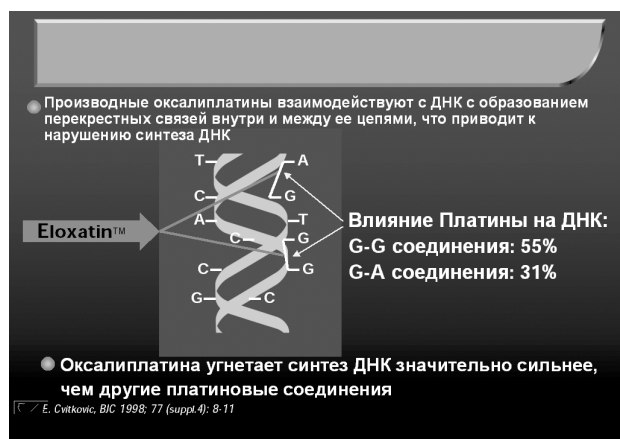 Производные оксалиплатины взаимодействуют с ДНК с образованием
перекрестных связей внутри и между ее цепями, что приводит к
нарушению синтеза ДНК
T A
C G
A T
C G
C G
G C
Eloxatin™
Влияние Платины на ДНК:
G-G соединения: 55%
G-A соединения: 31%
Оксалиплатина угнетает синтез ДНК значительно сильнее,
чем другие платиновые соединения
E. Cvitkovic, BJC 1998; 77 (suppl.4): 8-11